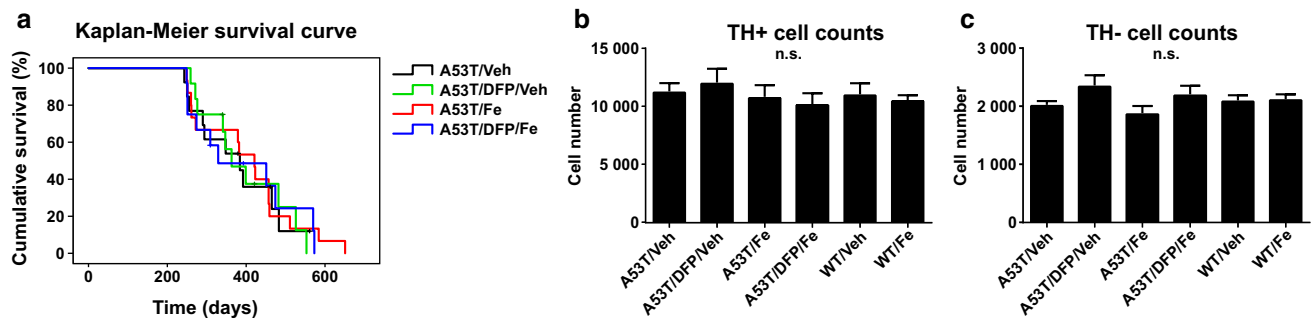 a
Kaplan-Meier survival curve
Cumulative survival (%)
100
80
60
40
20
0
0 200 400 600
Time (days)
A53T/Veh
A53T/DFP/Veh
A53T/Fe
A53T/DFP/Fe
b
TH+ cell counts
n.s.
Cell number
15 000
10 000
5 000
0
A53T/Veh
A53T/DFP/Veh
A53T/Fe
A53T/DFP/Fe
WT/Veh
WT/Fe
c
TH- cell counts
n.s.
Cell number
3 000
2 000
1 000
0
A53T/Veh
A53T/DFP/Veh
A53T/Fe
A53T/DFP/Fe
WT/Veh
WT/Fe